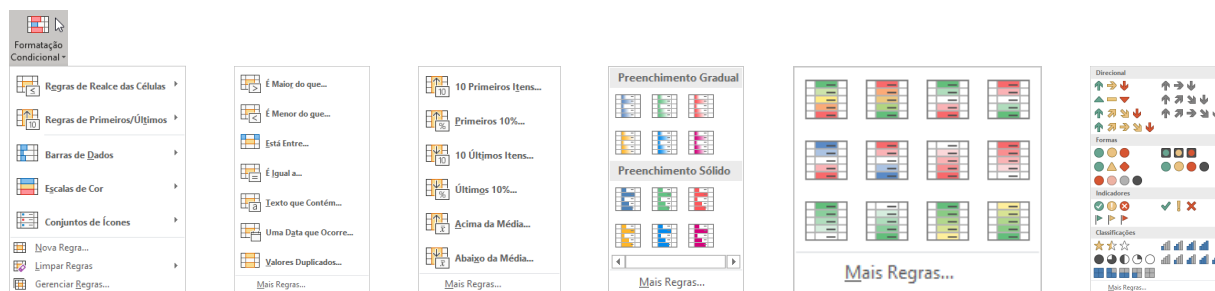 Formatação
Condicional
Regras de Realce das Células
Regras de Primeiros/Últimos
Barras de Dados
Escalas de Cor
Conjuntos de Ícones
Nova Regra...
Limpar Regras
Gerenciar Regras...
É Maior do que...
É Menor do que...
Está Entre...
É Igual a...
Texto que Contém...
Uma Data que Ocorre...
Valores Duplicados...
Mais Regras...
10 Primeiros Itens...
Primeiros 10%...
10 Últimos Itens...
Últimos 10%...
Acima da Média...
Abaixo da Média...
Mais Regras...
Preenchimento Gradual
Preenchimento Sólido
Mais Regras...
Mais Regras...
Direcional
Formas
Indicadores
Classificações
Mais Regras...